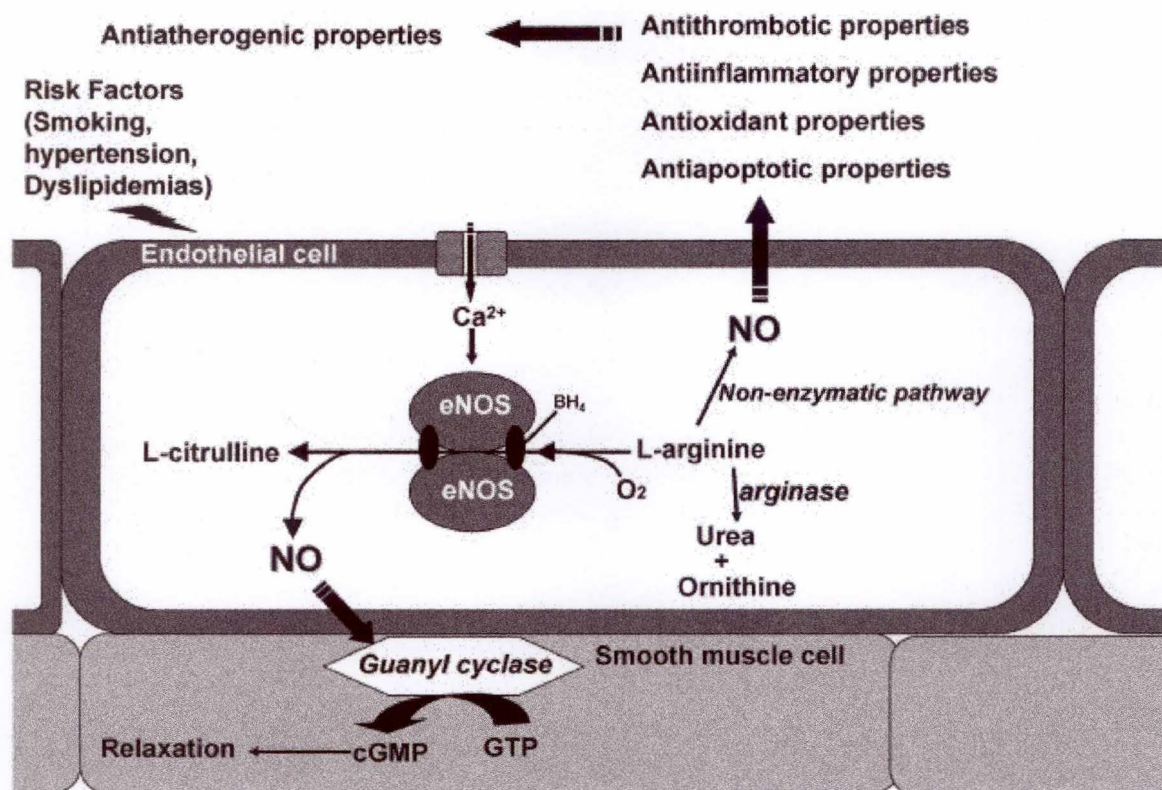 Antiatherogenic properties
Antithrombotic properties
Antiinflammatory properties
Antioxidant properties
Antiapoptotic properties
Risk Factors
(Smoking,
hypertension,
Dyslipidemias)
Endothelial cell
Ca²⁺
NO
eNOS
BH₄
Non-enzymatic pathway
L-citrulline
L-arginine
eNOS
O₂
arginase
NO
Urea
+
Ornithine
Guanyl cyclase
Smooth muscle cell
Relaxation
cGMP
GTP